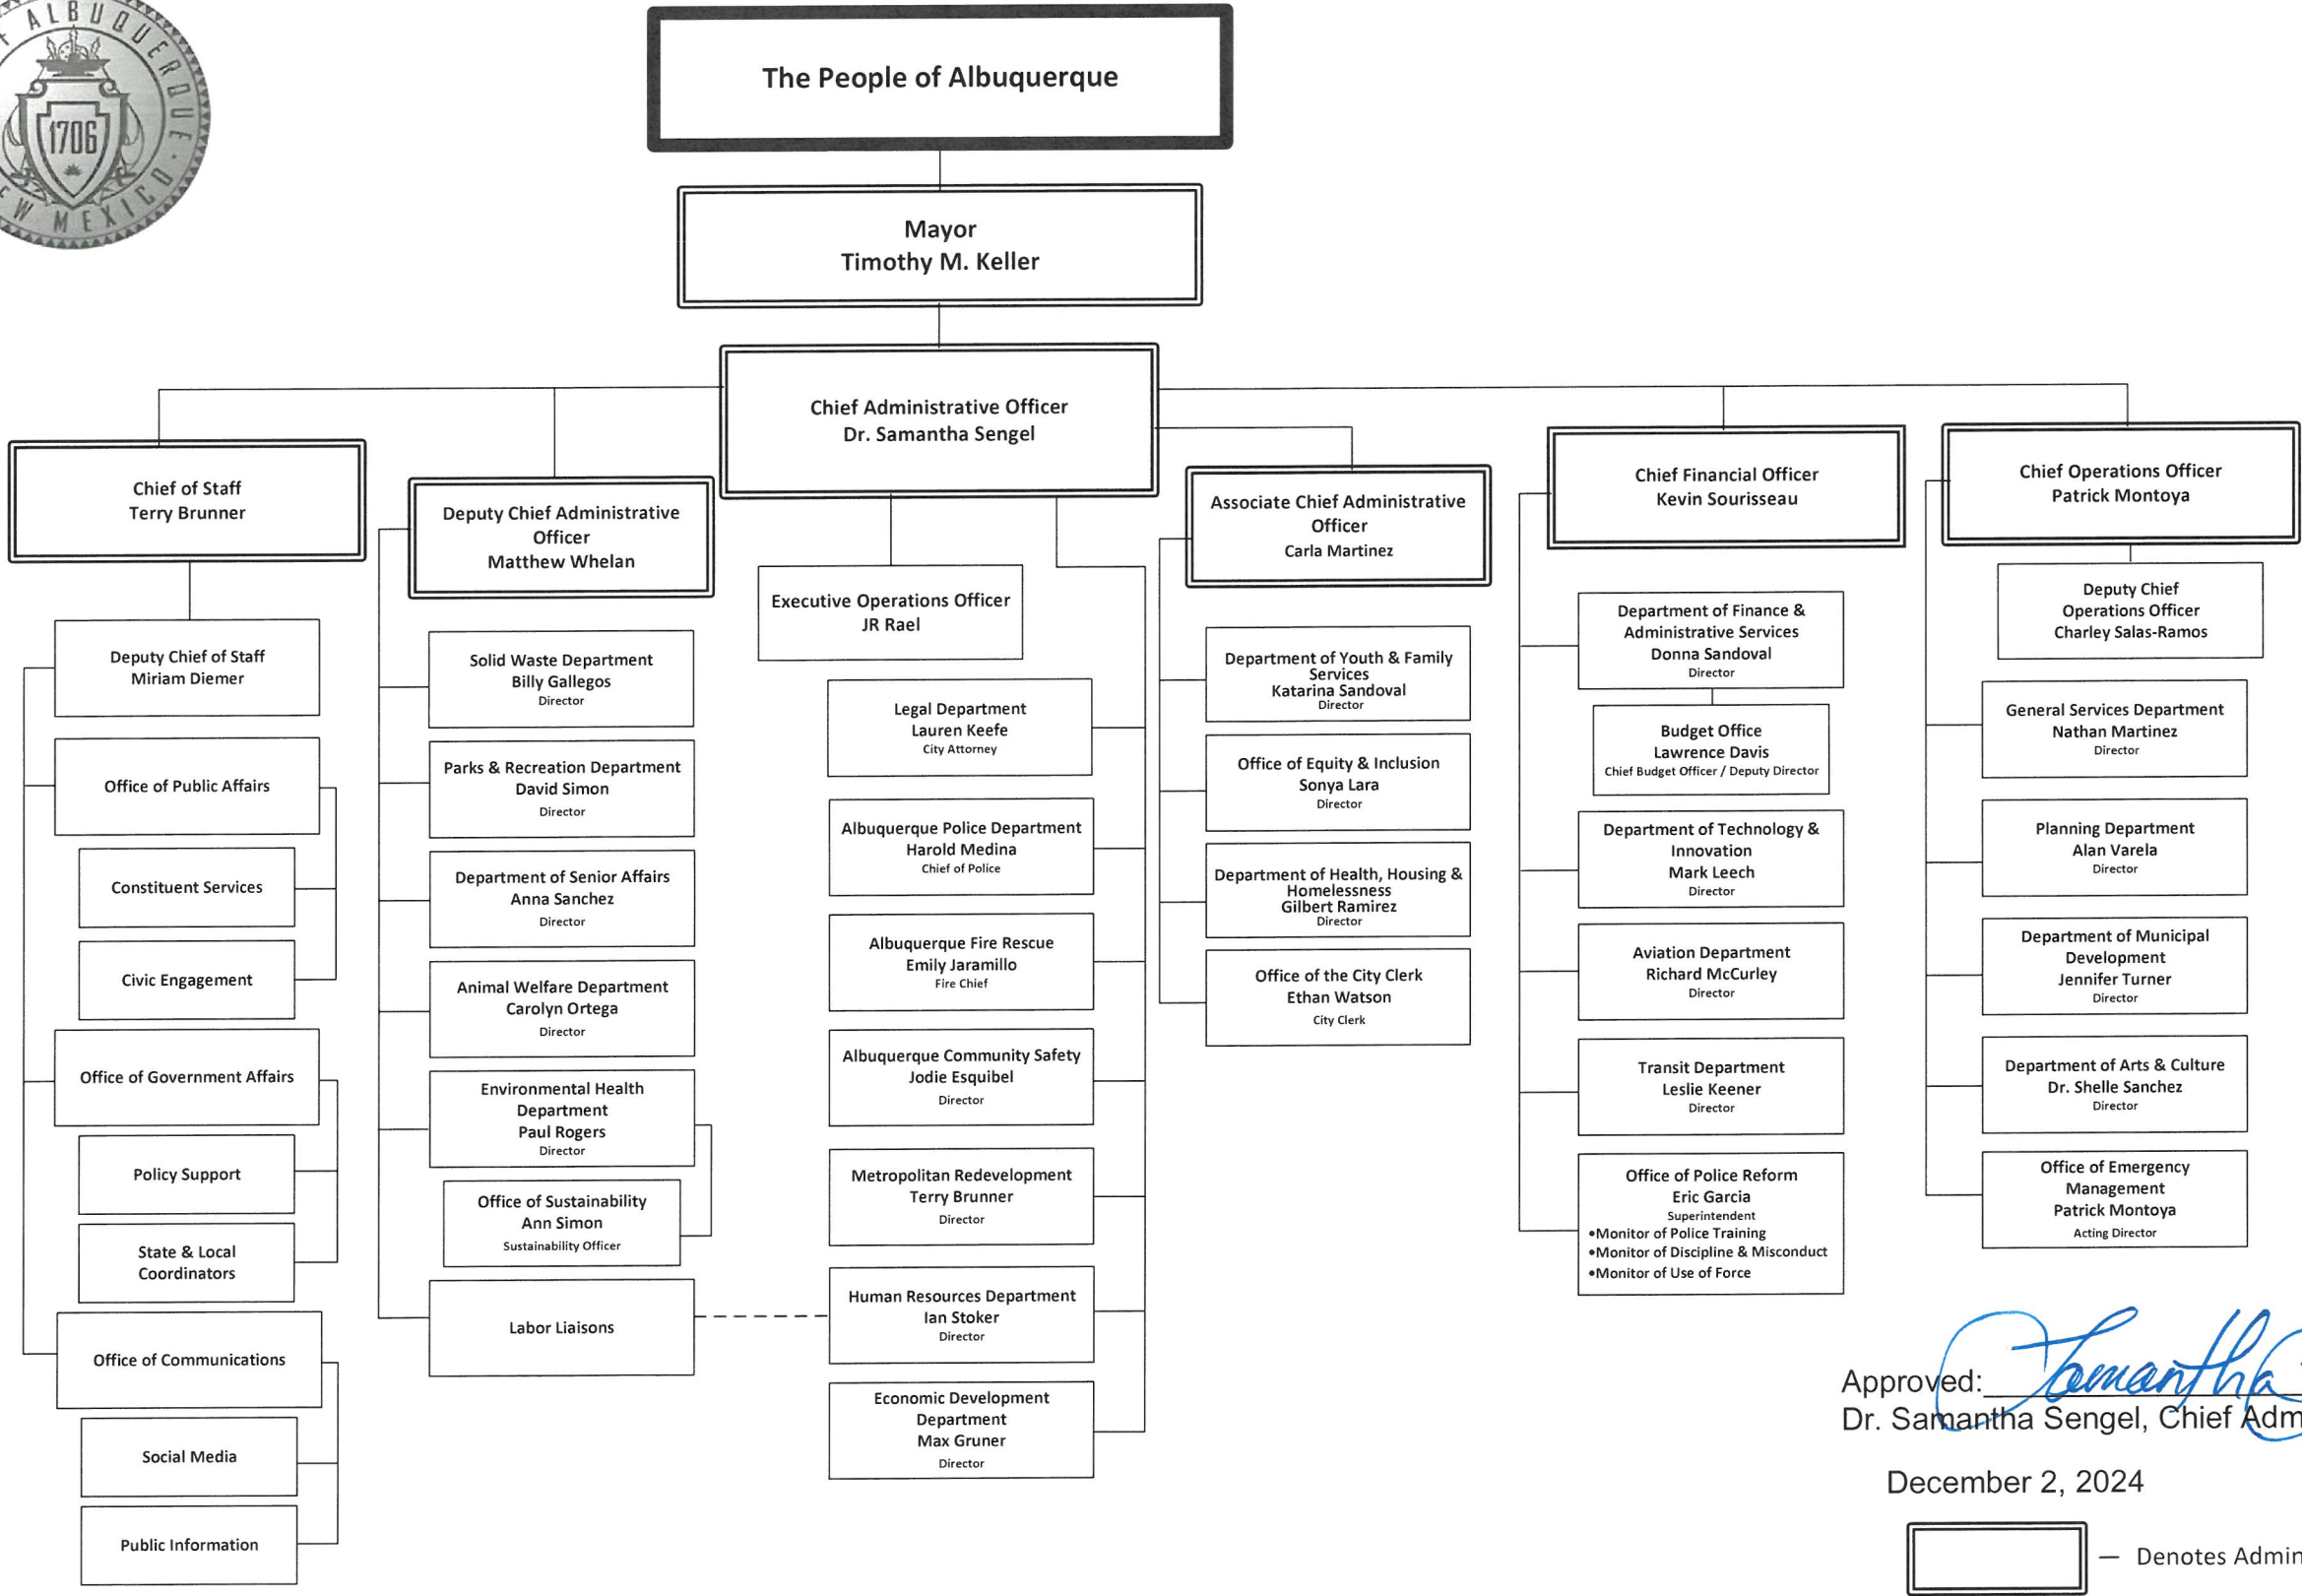 ALBUQUERQUE
1706
NEW MEXICO
The People of Albuquerque
Mayor
Timothy M. Keller
Chief Administrative Officer
Dr. Samantha Sengel
Chief of Staff
Terry Brunner
Deputy Chief of Staff
Miriam Diemer
Office of Public Affairs
Constituent Services
Civic Engagement
Office of Government Affairs
Policy Support
State & Local
Coordinators
Office of Communications
Social Media
Public Information
Deputy Chief Administrative
Officer
Matthew Whelan
Solid Waste Department
Billy Gallegos
Director
Parks & Recreation Department
David Simon
Director
Department of Senior Affairs
Anna Sanchez
Director
Animal Welfare Department
Carolyn Ortega
Director
Environmental Health
Department
Paul Rogers
Director
Office of Sustainability
Ann Simon
Sustainability Officer
Labor Liaisons
Executive Operations Officer
JR Rael
Legal Department
Lauren Keefe
City Attorney
Albuquerque Police Department
Harold Medina
Chief of Police
Albuquerque Fire Rescue
Emily Jaramillo
Fire Chief
Albuquerque Community Safety
Jodie Esquibel
Director
Metropolitan Redevelopment
Terry Brunner
Director
Human Resources Department
Ian Stoker
Director
Economic Development
Department
Max Gruner
Director
Associate Chief Administrative
Officer
Carla Martinez
Department of Youth & Family
Services
Katarina Sandoval
Director
Office of Equity & Inclusion
Sonya Lara
Director
Department of Health, Housing &
Homelessness
Gilbert Ramirez
Director
Office of the City Clerk
Ethan Watson
City Clerk
Chief Financial Officer
Kevin Sourisseau
Department of Finance &
Administrative Services
Donna Sandoval
Director
Budget Office
Lawrence Davis
Chief Budget Officer / Deputy Director
Department of Technology &
Innovation
Mark Leech
Director
Aviation Department
Richard McCurley
Director
Transit Department
Leslie Keener
Director
Office of Police Reform
Eric Garcia
Superintendent
•Monitor of Police Training
•Monitor of Discipline & Misconduct
•Monitor of Use of Force
Chief Operations Officer
Patrick Montoya
Deputy Chief
Operations Officer
Charley Salas-Ramos
General Services Department
Nathan Martinez
Director
Planning Department
Alan Varela
Director
Department of Municipal
Development
Jennifer Turner
Director
Department of Arts & Culture
Dr. Shelle Sanchez
Director
Office of Emergency
Management
Patrick Montoya
Acting Director
Approved: Samantha
Dr. Samantha Sengel, Chief Adm
December 2, 2024
— Denotes Admin